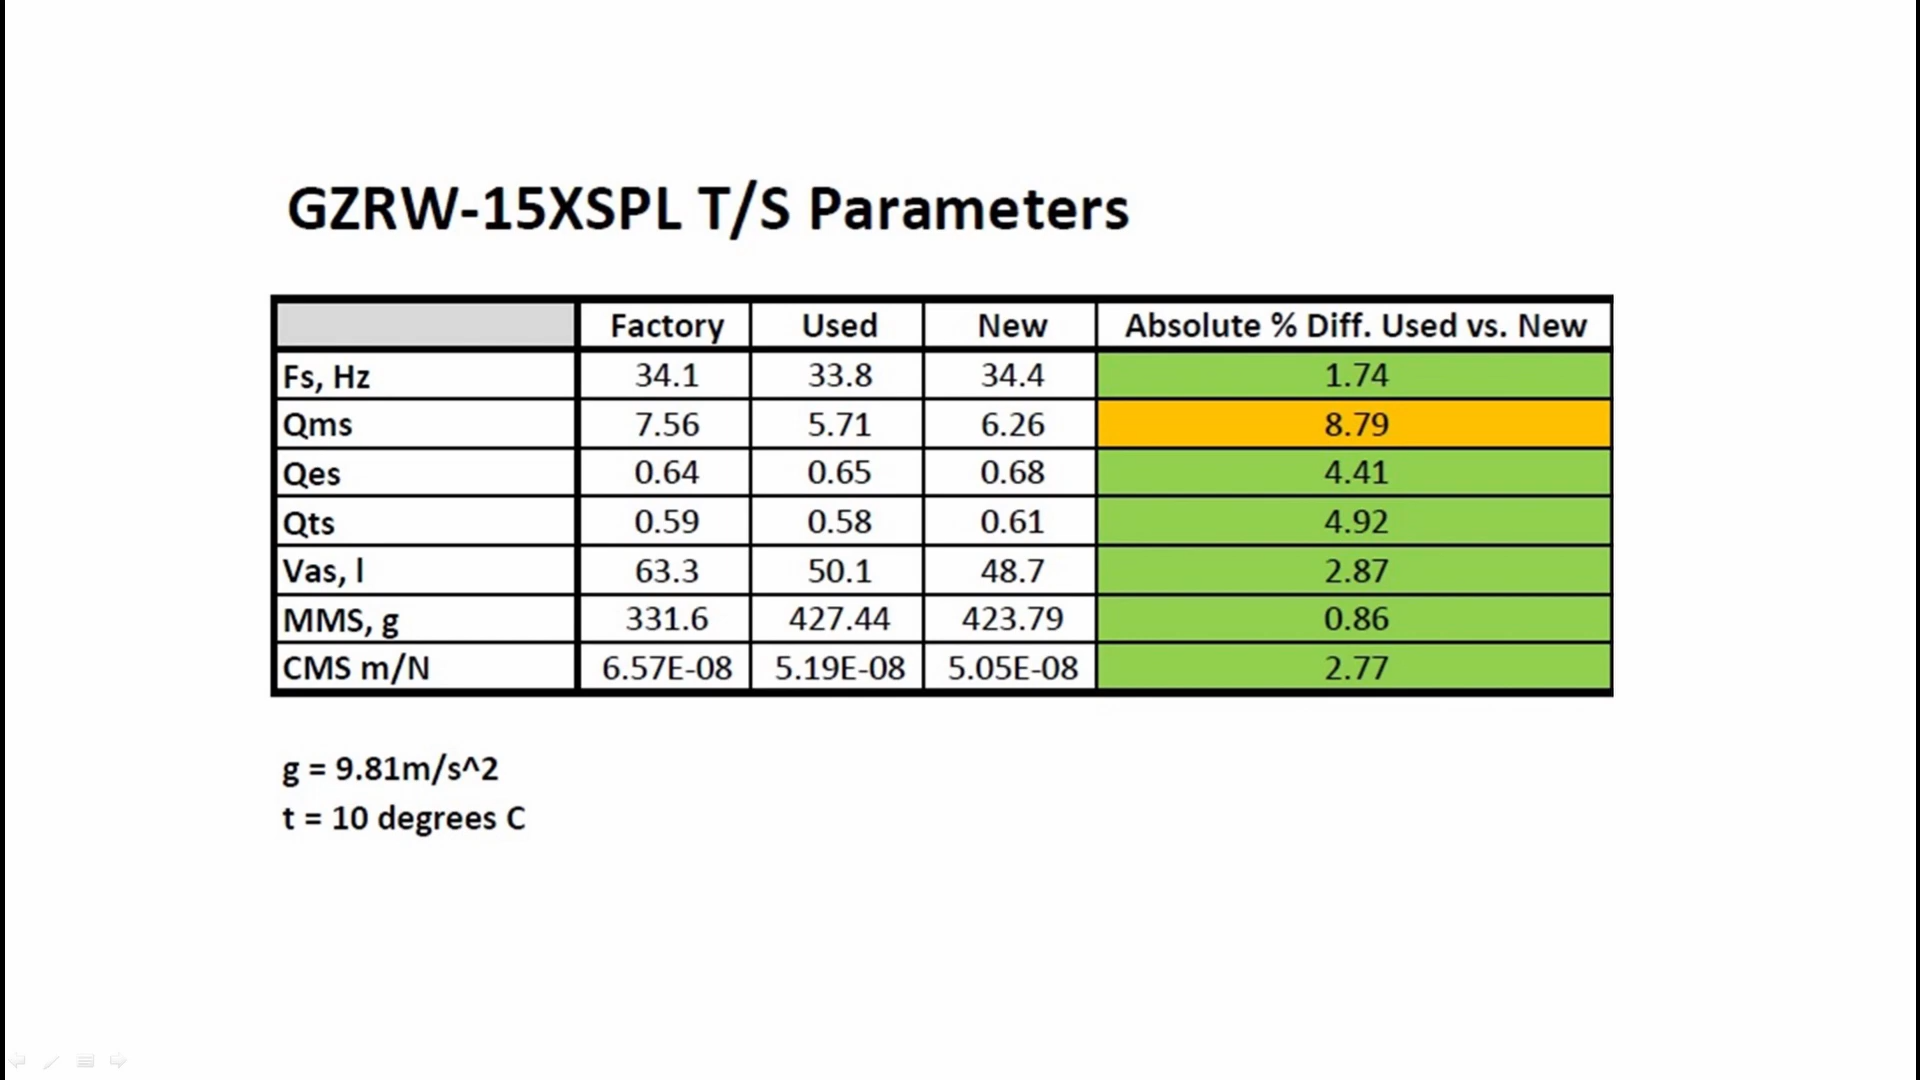 GZRW-15XSPL T/S Parameters
Factory Used New Absolute % Diff. Used vs. New
Fs, Hz 34.1 33.8 34.4 1.74
Qms 7.56 5.71 6.26 8.79
Qes 0.64 0.65 0.68 4.41
Qts 0.59 0.58 0.61 4.92
Vas, l 63.3 50.1 48.7 2.87
MMS, g 331.6 427.44 423.79 0.86
CMS m/N 6.57E-08 5.19E-08 5.05E-08 2.77
g = 9.81m/s^2
t = 10 degrees C